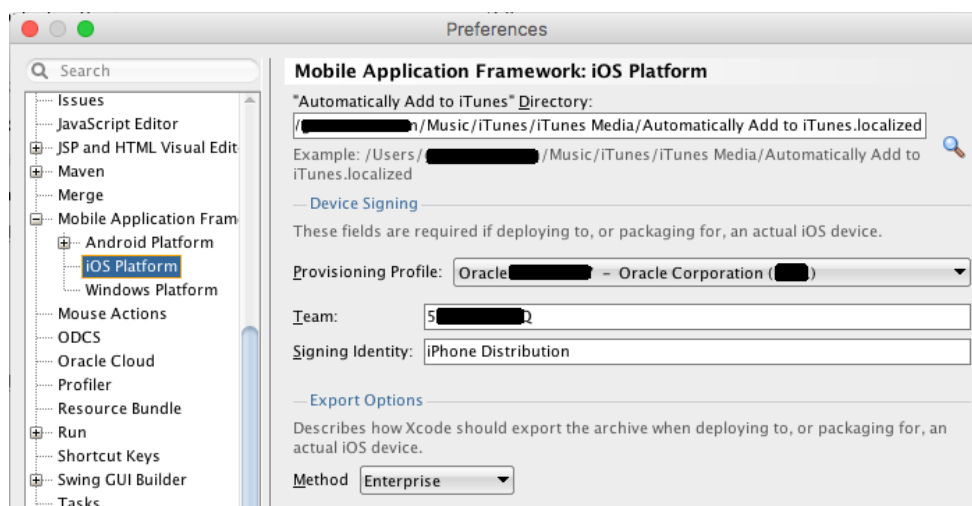 Preferences
Search
Issues
JavaScript Editor
JSP and HTML Visual Edit
Maven
Merge
Mobile Application Fram
Android Platform
iOS Platform
Windows Platform
Mouse Actions
ODCS
Oracle Cloud
Profiler
Resource Bundle
Run
Shortcut Keys
Swing GUI Builder
Tasks
Mobile Application Framework: iOS Platform
"Automatically Add to iTunes" Directory:
/ n/Music/iTunes/iTunes Media/Automatically Add to iTunes.localized
Example: /Users/ /Music/iTunes/iTunes Media/Automatically Add to
iTunes.localized
Device Signing
These fields are required if deploying to, or packaging for, an actual iOS device.
Provisioning Profile: Oracle – Oracle Corporation ( )
Team: 5 Q
Signing Identity: iPhone Distribution
Export Options
Describes how Xcode should export the archive when deploying to, or packaging for, an
actual iOS device.
Method Enterprise